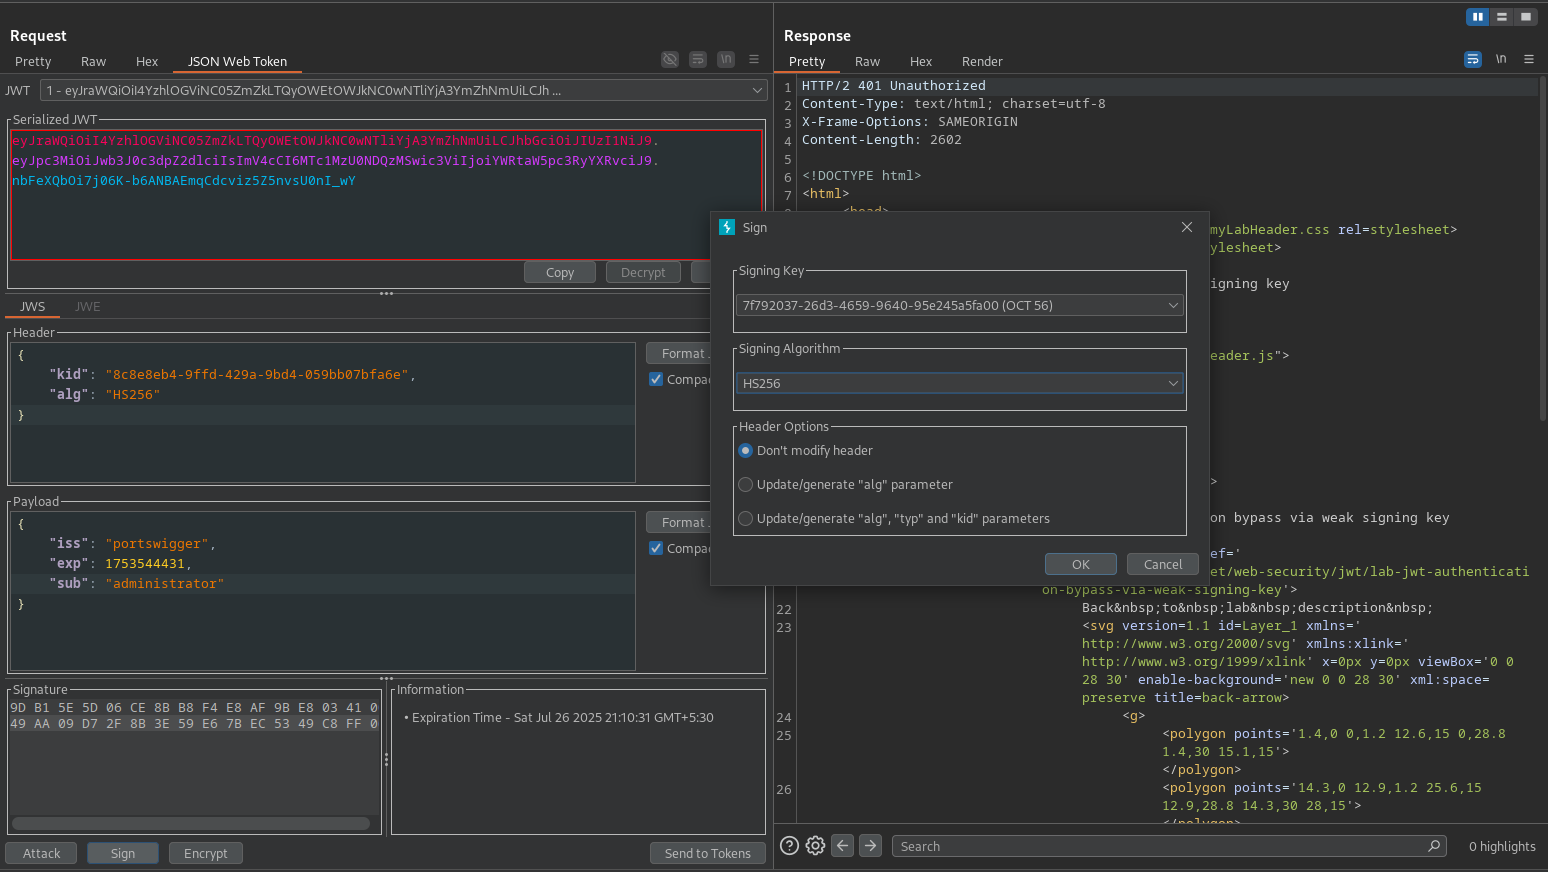 Request
Pretty Raw Hex JSON Web Token \n
JWT 1 - eyJraWQiOiI4YzhlOGViNC05ZmZkLTQyOWEtOWJkNC0wNTliYjA3YmZhNmUiLCJh ...
Serialized JWT
eyJraWQiOiI4YzhlOGViNC05ZmZkLTQyOWEtOWJkNC0wNTliYjA3YmZhNmUiLCJhbGciOiJIUzI1NiJ9.
eyJpc3MiOiJwb3J0c3dpZ2dlciIsImV4cCI6MTc1MzU0NDQzMSwic3ViIjoiYWRtaW5pc3RyYXRvciJ9.
nbFeXQbOi7j06K-b6ANBAEmqCdcviz5Z5nvsU0nI_wY
Copy Decrypt
JWS JWE
Header
{
"kid": "8c8e8eb4-9ffd-429a-9bd4-059bb07bfa6e",
"alg": "HS256"
}
Format
Compac
Payload
{
"iss": "portswigger",
"exp": 1753544431,
"sub": "administrator"
}
Format
Compac
Signature
9D B1 5E 5D 06 CE 8B B8 F4 E8 AF 9B E8 03 41 0
49 AA 09 D7 2F 8B 3E 59 E6 7B EC 53 49 C8 FF 0
Information
• Expiration Time - Sat Jul 26 2025 21:10:31 GMT+5:30
Attack Sign Encrypt Send to Tokens
Response
Pretty Raw Hex Render \n
1 HTTP/2 401 Unauthorized
2 Content-Type: text/html; charset=utf-8
3 X-Frame-Options: SAMEORIGIN
4 Content-Length: 2602
5
6 <!DOCTYPE html>
7 <html>
<head>
myLabHeader.css rel=stylesheet>
ylesheet>
igning key
eader.js">
>
on bypass via weak signing key
ef='
et/web-security/jwt/lab-jwt-authenticati
on-bypass-via-weak-signing-key'>
22 Back&nbsp;to&nbsp;lab&nbsp;description&nbsp;
23 <svg version=1.1 id=Layer_1 xmlns='
http://www.w3.org/2000/svg' xmlns:xlink='
http://www.w3.org/1999/xlink' x=0px y=0px viewBox='0 0
28 30' enable-background='new 0 0 28 30' xml:space=
preserve title=back-arrow>
24 <g>
25 <polygon points='1.4,0 0,1.2 12.6,15 0,28.8
1.4,30 15.1,15'>
</polygon>
26 <polygon points='14.3,0 12.9,1.2 25.6,15
12.9,28.8 14.3,30 28,15'>
</polygon>
Search 0 highlights
Sign
Signing Key
7f792037-26d3-4659-9640-95e245a5fa00 (OCT 56)
Signing Algorithm
HS256
Header Options
Don't modify header
Update/generate "alg" parameter
Update/generate "alg", "typ" and "kid" parameters
OK Cancel